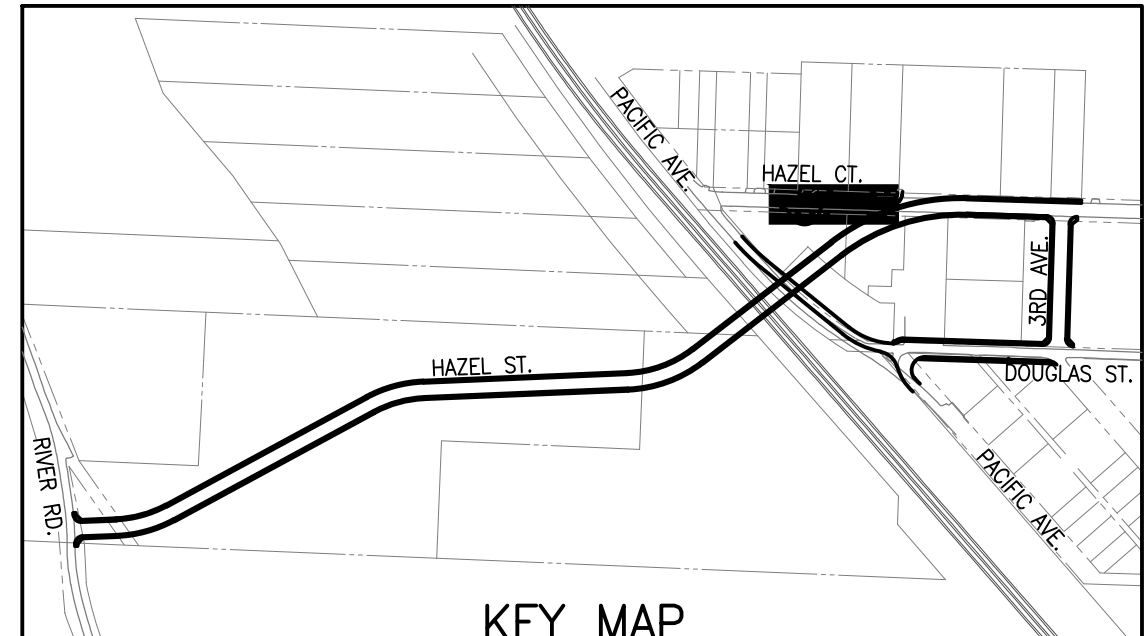 PACIFIC AVE.
HAZEL CT.
3RD AVE.
HAZEL ST.
DOUGLAS ST.
RIVER RD.
PACIFIC AVE.
KEY MAP